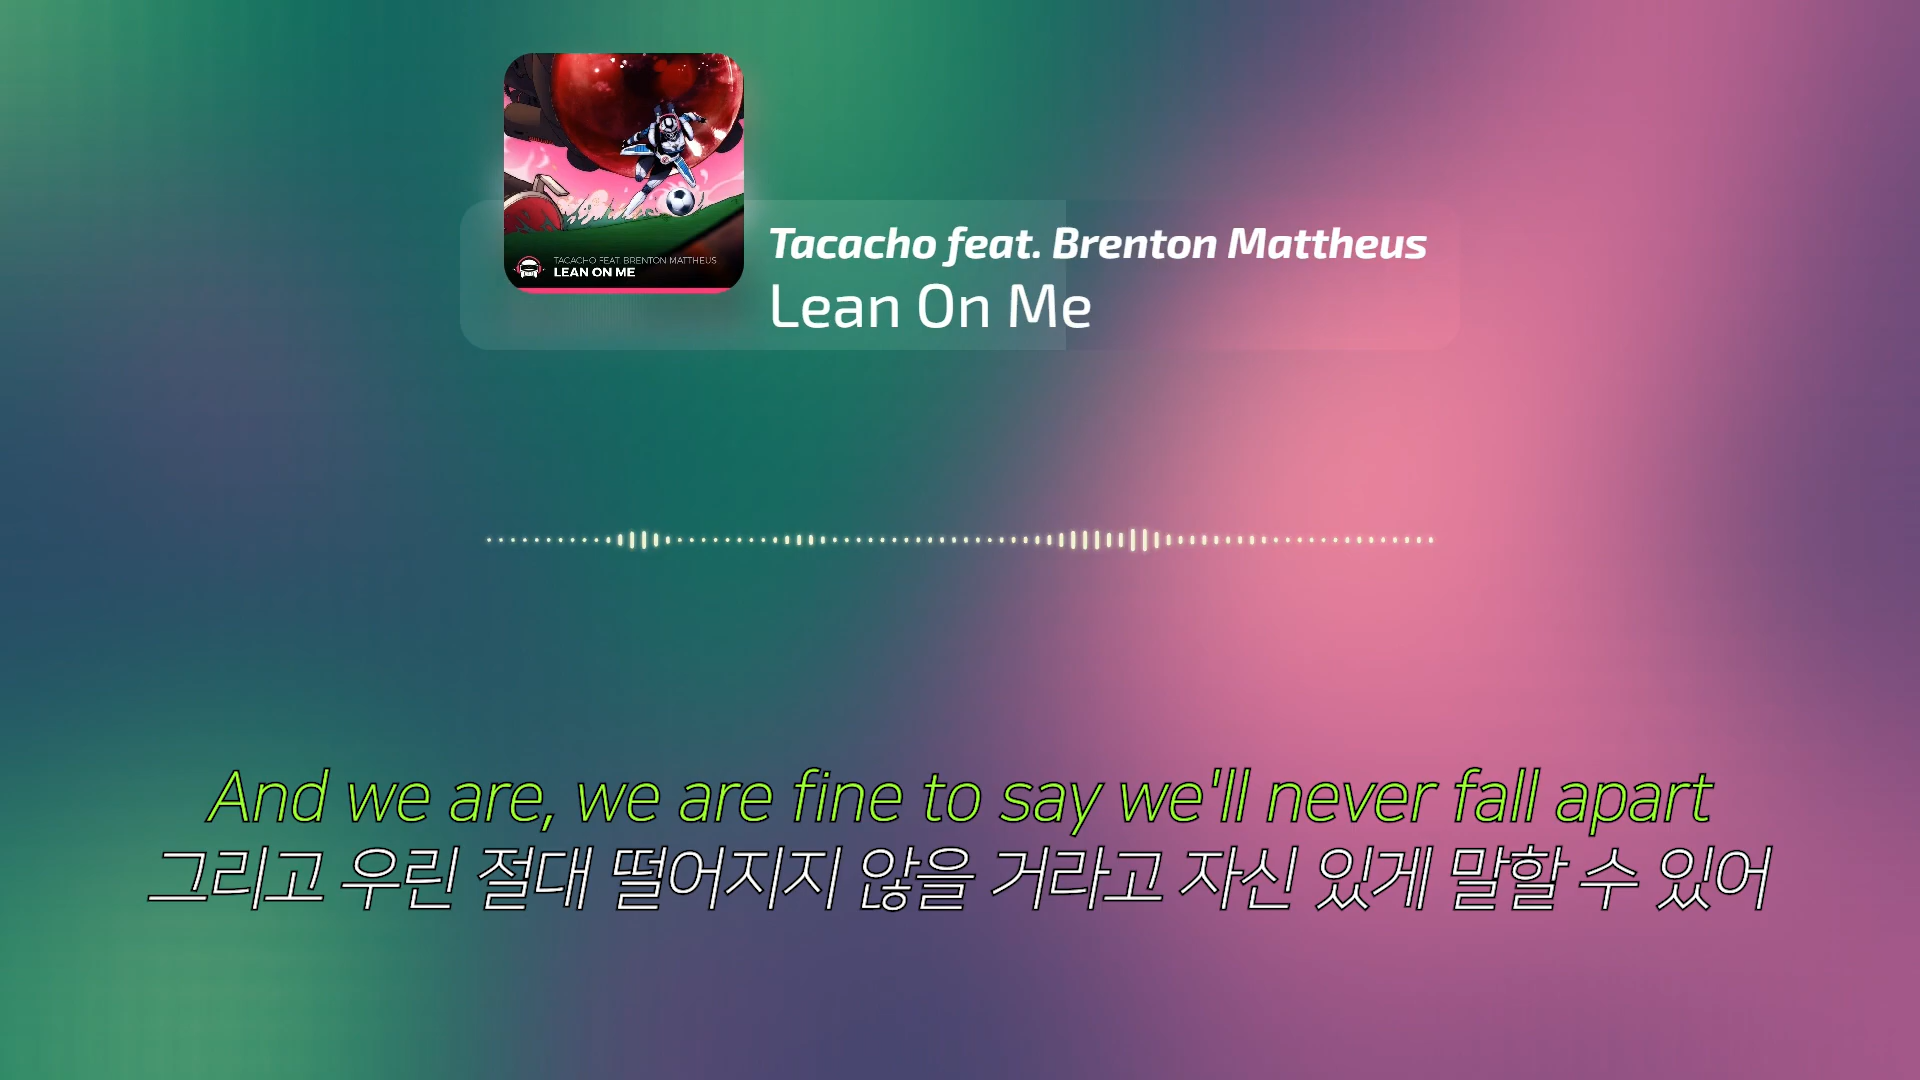 TACACHO FEAT. BRENTON MATTHEUS
LEAN ON ME
Tacacho feat. Brenton Mattheus
Lean On Me
And we are, we are fine to say we'll never fall apart
그리고 우린 절대 떨어지지 않을 거라고 자신 있게 말할 수 있어